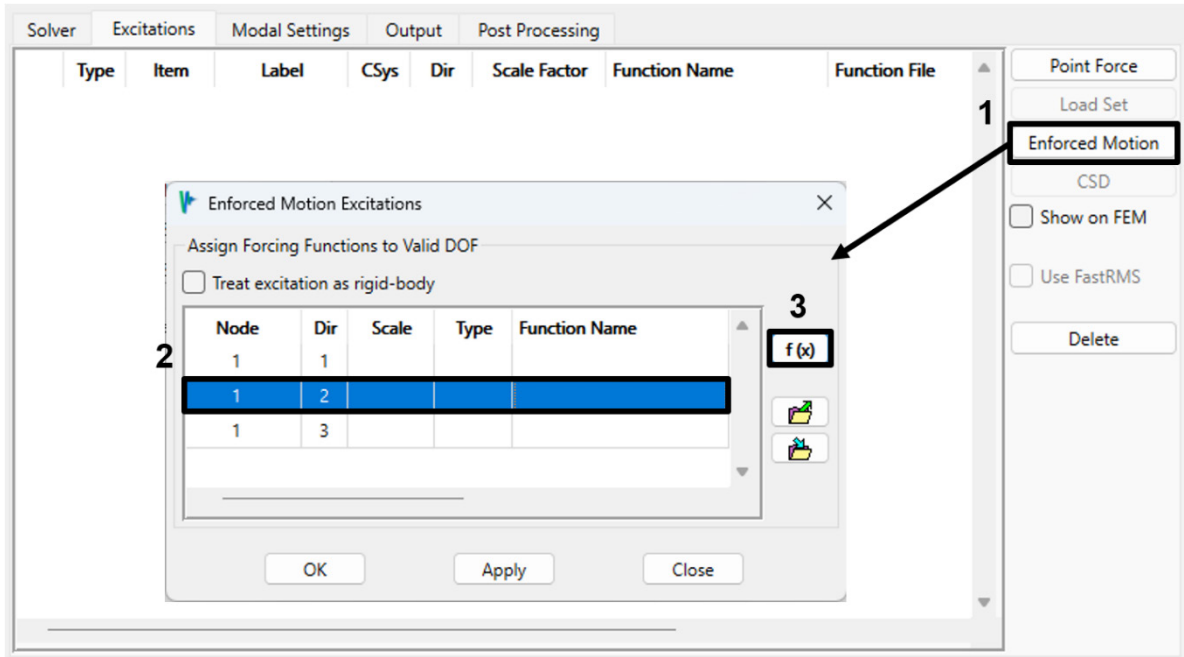 Solver Excitations Modal Settings Output Post Processing
Type Item Label CSys Dir Scale Factor Function Name Function File
Point Force
1
Load Set
Enforced Motion
CSD
Show on FEM
Use FastRMS
Delete
Enforced Motion Excitations
Assign Forcing Functions to Valid DOF
Treat excitation as rigid-body
3
Node Dir Scale Type Function Name
f (x)
2
1 1
1 2
1 3
OK Apply Close